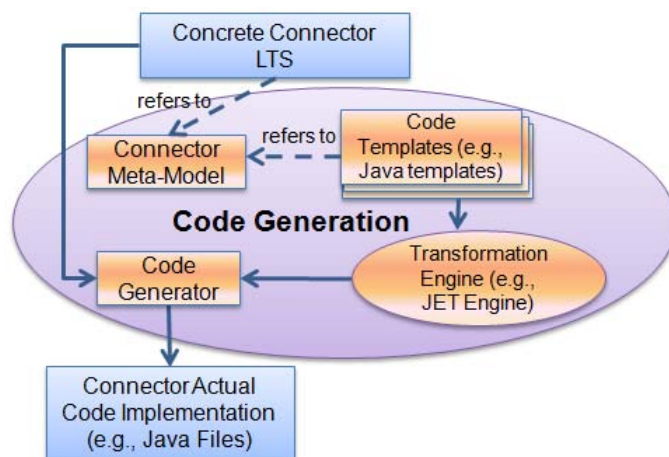 Concrete Connector
LTS
refers to
refers to
Code
Templates (e.g.,
Java templates)
Connector
Meta-Model
Code Generation
Code
Generator
Transformation
Engine (e.g.,
JET Engine)
Connector Actual
Code Implementation
(e.g., Java Files)